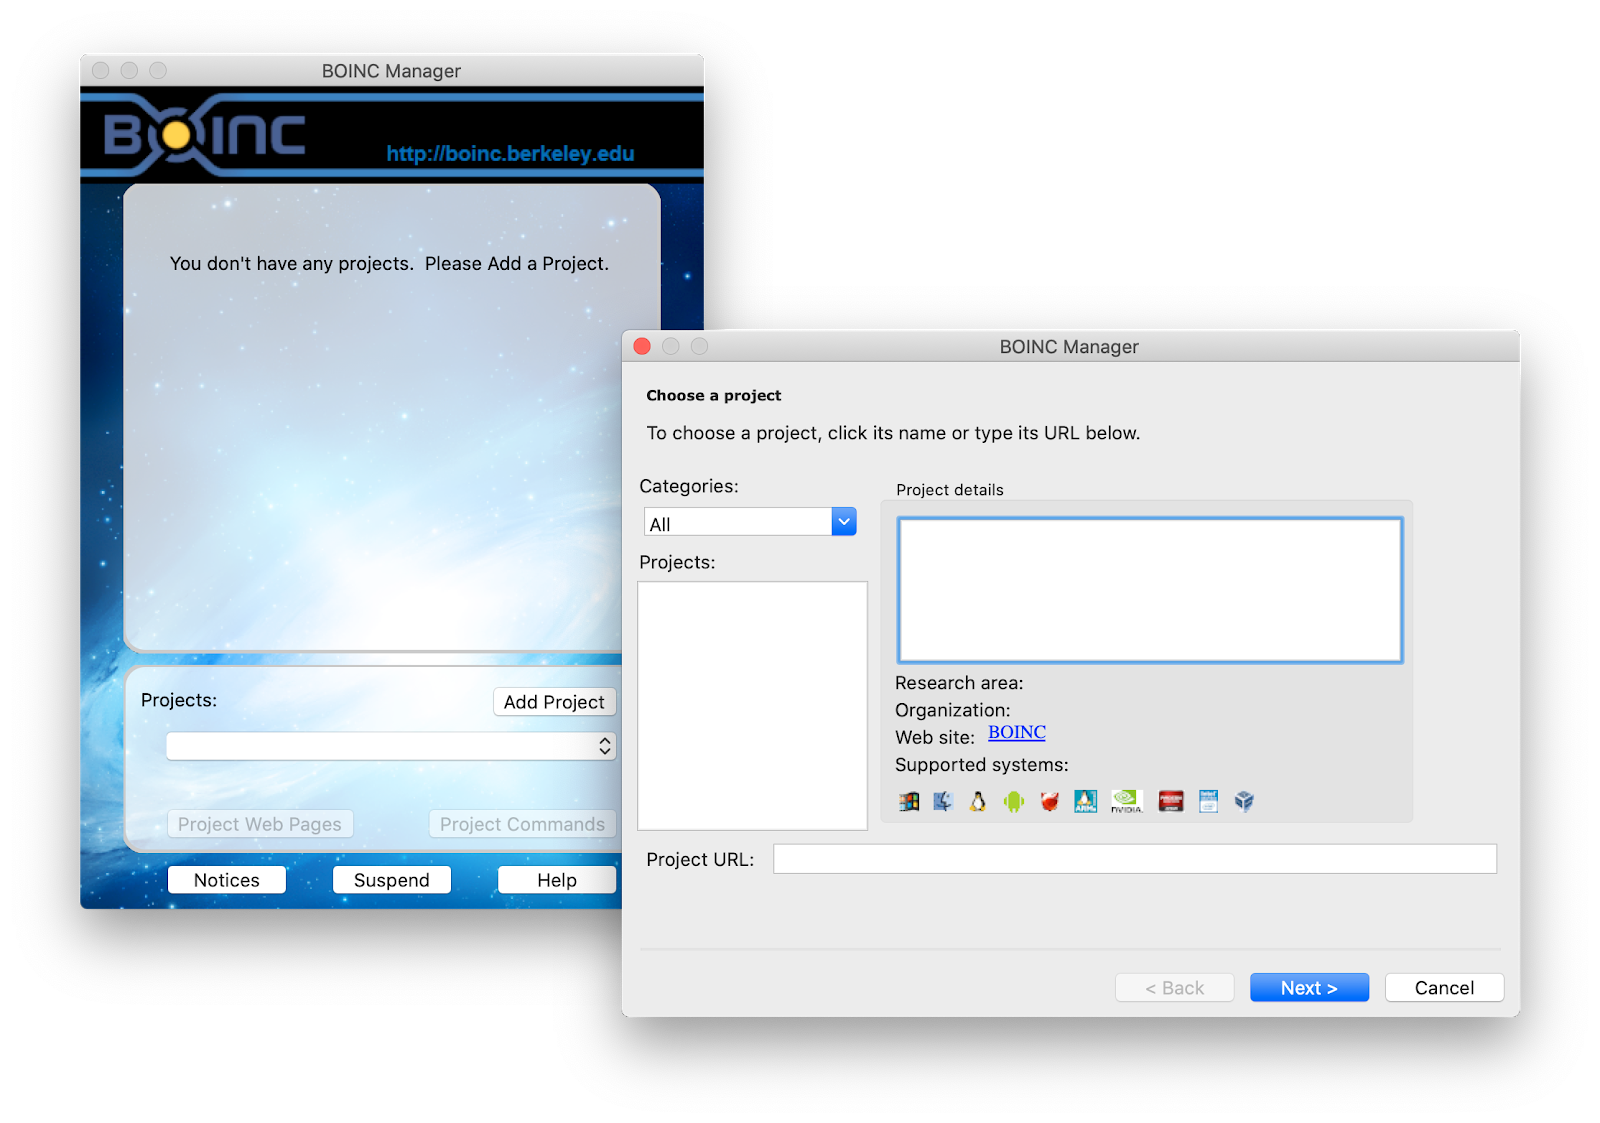 BOINC Manager
BOINC
http://boinc.berkeley.edu
You don't have any projects.  Please Add a Project.
Projects:
Add Project
Project Web Pages
Project Commands
Notices
Suspend
Help
BOINC Manager
Choose a project
To choose a project, click its name or type its URL below.
Categories:
All
Projects:
Project details
Research area:
Organization:
Web site: BOINC
Supported systems:
ARM
NVIDIA
Project URL:
< Back
Next >
Cancel